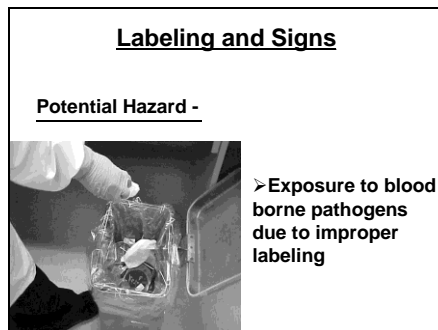 Labeling and Signs
Potential Hazard -
➢Exposure to blood
borne pathogens
due to improper
labeling